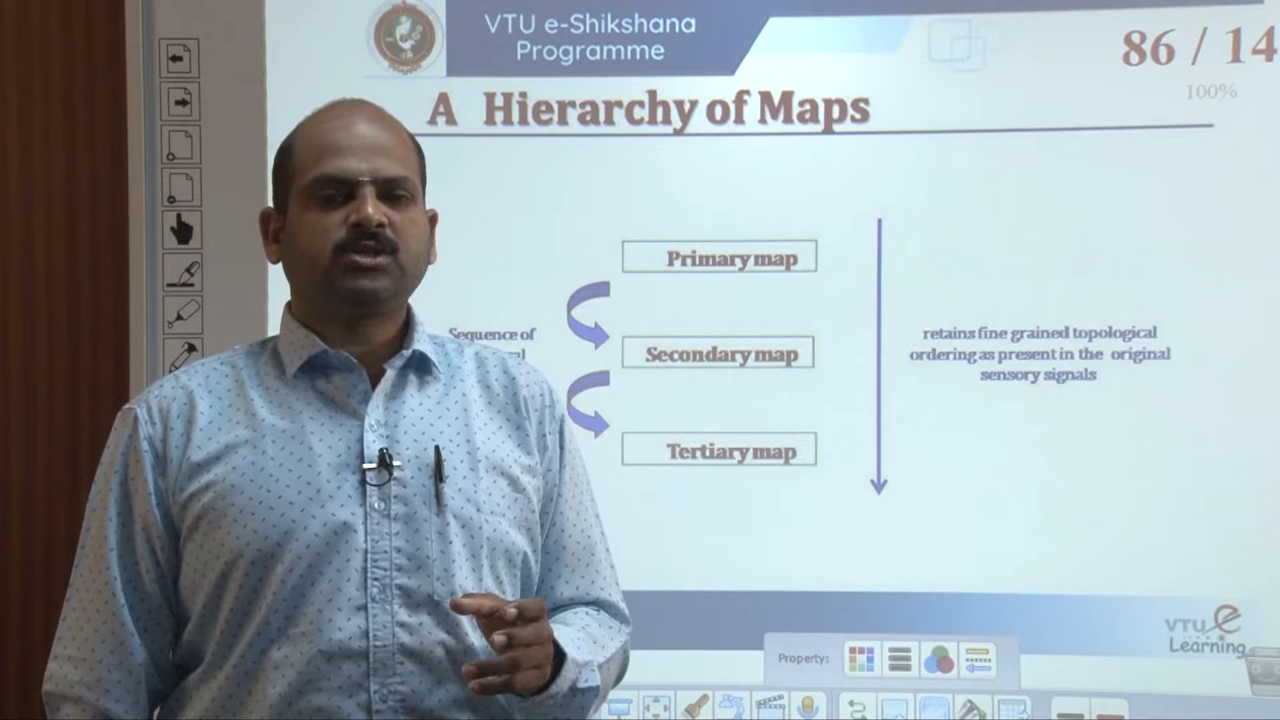 VTU e-Shikshana
Programme
86 / 14
100%
A Hierarchy of Maps
Primary map
Sequence of
Secondary map
retains fine grained topological
ordering as present in the original
sensory signals
Tertiary map
VTU e
Learning
Property: